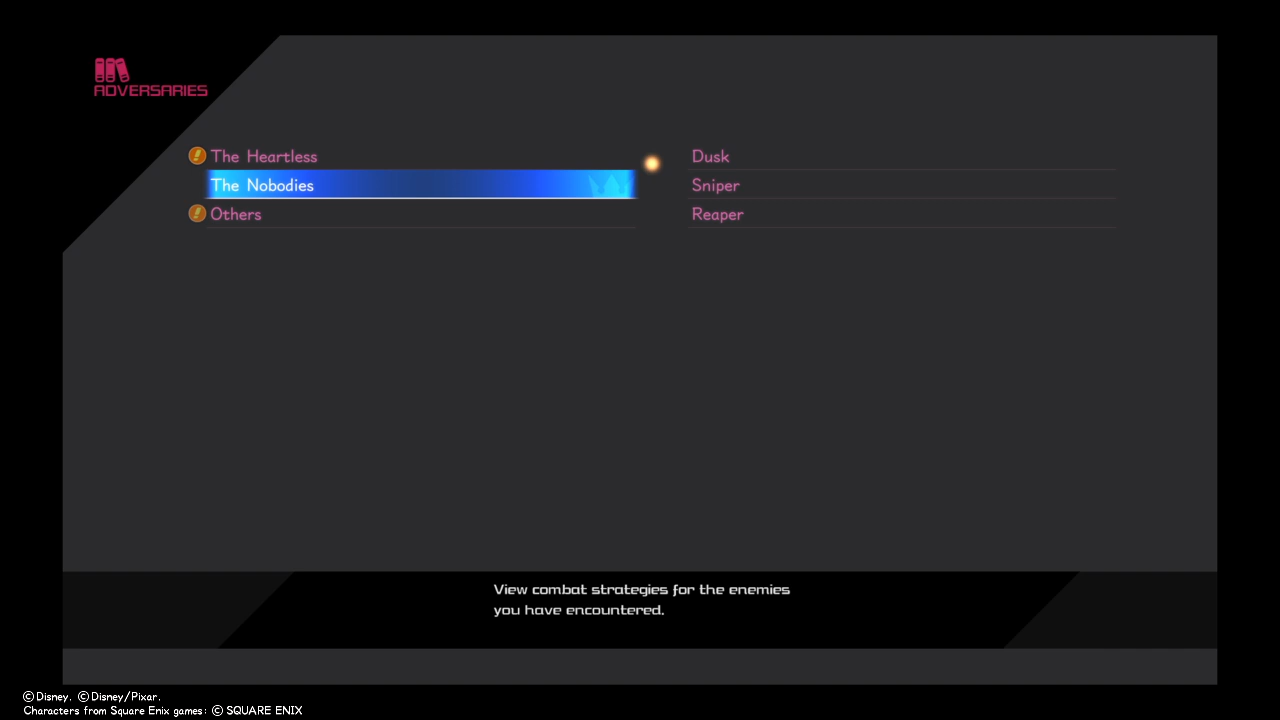 ADVERSARIES
The Heartless
The Nobodies
Others
Dusk
Sniper
Reaper
View combat strategies for the enemies
you have encountered.
©Disney. ©Disney/Pixar.
Characters from Square Enix games: © SQUARE ENIX